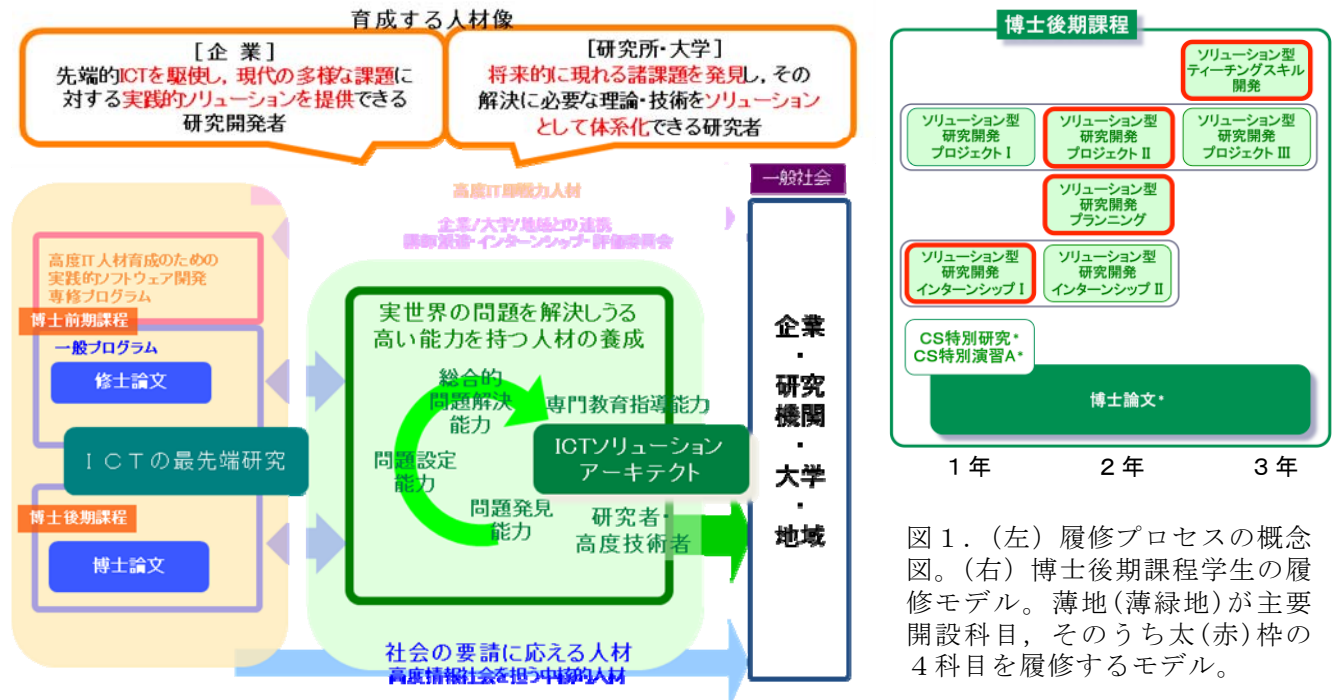 育成する人材像
[企 業]
先端的ICTを駆使し，現代の多様な課題に
対する実践的ソリューションを提供できる
研究開発者
[研究所・大学]
将来的に現れる諸課題を発見し，その
解決に必要な理論・技術をソリューション
として体系化できる研究者
一般社会
企業
・
研究
機関
・
大学
・
地域
企業/大学/地域との連携
講師派遣・インターンシップ・評価委員会
高度IT人材育成のための
実践的ソフトウェア開発
専修プログラム
博士前期課程
一般プログラム
修士論文
ＩＣＴの最先端研究
博士後期課程
博士論文
実世界の問題を解決しうる
高い能力を持つ人材の養成
総合的
問題解決
能力
専門教育指導能力
ICTソリューション
アーキテクト
問題設定
能力
問題発見
能力
研究者・
高度技術者
社会の要請に応える人材
高度情報社会を担う中核的人材
博士後期課程
ソリューション型
ティーチングスキル
開発
ソリューション型
研究開発
プロジェクト I
ソリューション型
研究開発
プロジェクト II
ソリューション型
研究開発
プロジェクト III
ソリューション型
研究開発
プランニング
ソリューション型
研究開発
インターンシップ I
ソリューション型
研究開発
インターンシップ II
CS特別研究*
CS特別演習A*
博士論文*
1 年
2 年
3 年
図１．(左）履修プロセスの概念
図。(右）博士後期課程学生の履
修モデル。薄地(薄緑地)が主要
開設科目，そのうち太(赤)枠の
４科目を履修するモデル。